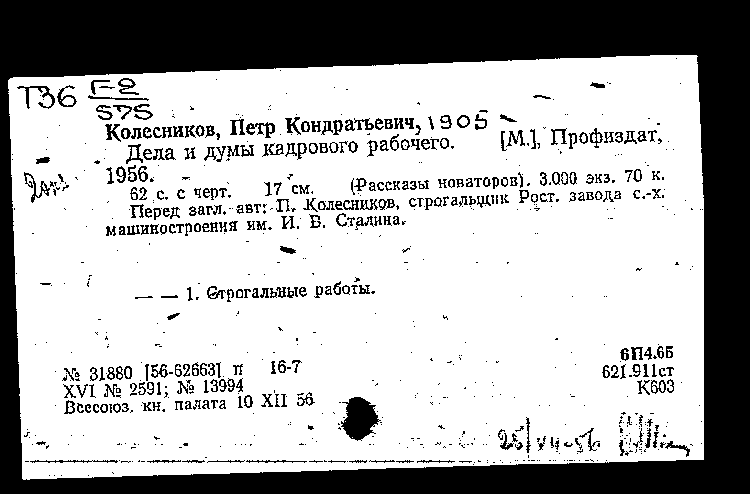 Т36 Г-2
575
Колесников, Петр Кондратьевич, 1905
Дела и думы кадрового рабочего. [М.], Профиздат,
1956.
62 с. с черт. 17 см. (Рассказы новаторов). 3.000 экз. 70 к.
Перед загл. авт: П. Колесников, строгальщик Рост. завода с.-х.
машиностроения им. И. В. Сталина.
— — 1. Строгальные работы.
6П4.65
№ 31880 [56-62663] п 16-7
621.911ст
XVI № 2591; № 13994
К603
Всесоюз. кн. палата 10 XII 56
25/VII-56